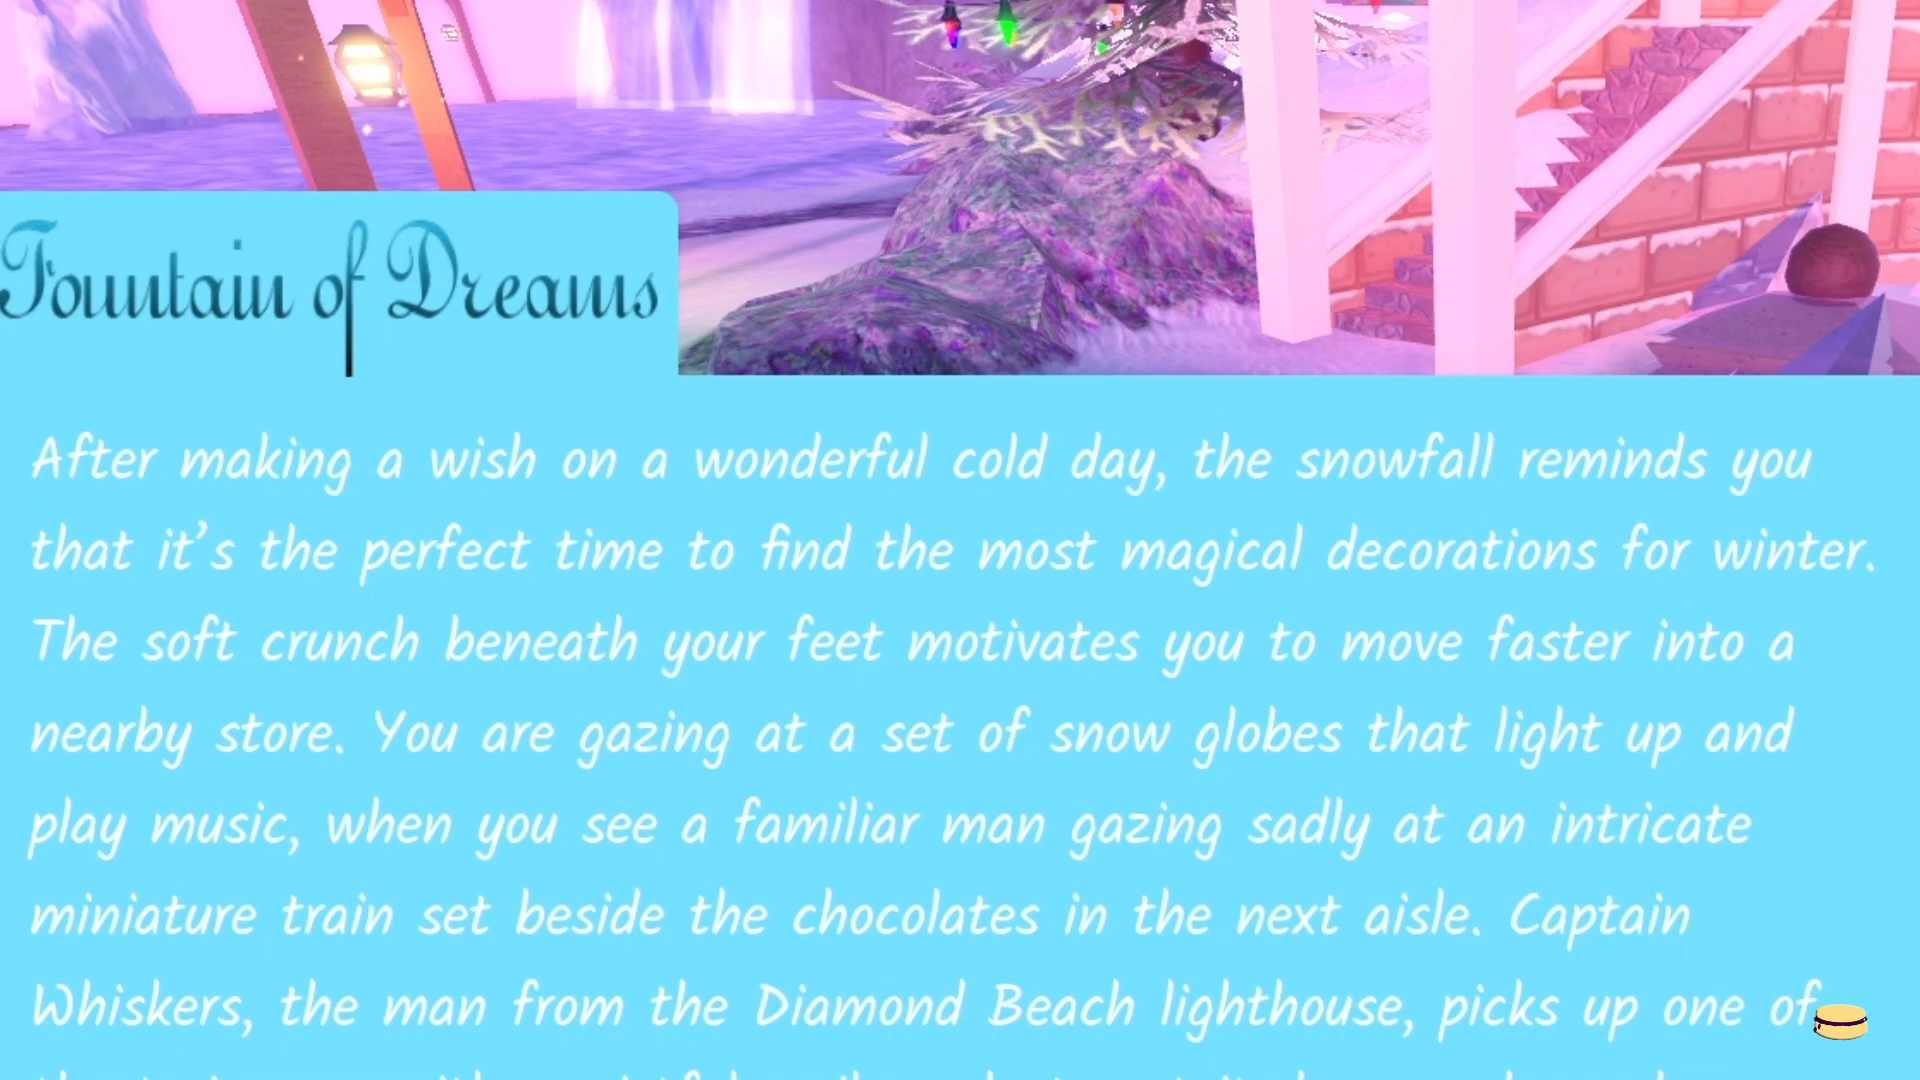 Fountain of Dreams
After making a wish on a wonderful cold day, the snowfall reminds you
that it’s the perfect time to find the most magical decorations for winter.
The soft crunch beneath your feet motivates you to move faster into a
nearby store. You are gazing at a set of snow globes that light up and
play music, when you see a familiar man gazing sadly at an intricate
miniature train set beside the chocolates in the next aisle. Captain
Whiskers, the man from the Diamond Beach lighthouse, picks up one of